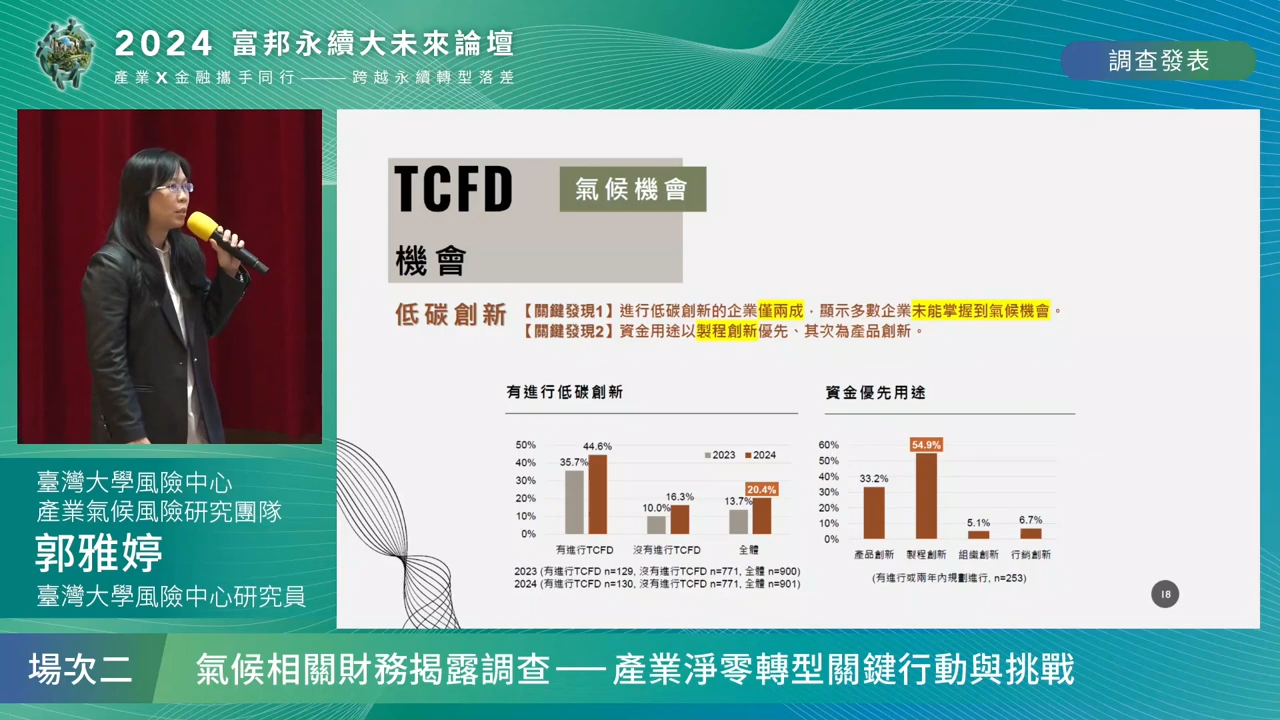 2024 富邦永續大未來論壇
產業X金融攜手同行——跨越永續轉型落差
調查發表
TCFD
氣候機會
機會
低碳創新
【關鍵發現1】進行低碳創新的企業僅兩成，顯示多數企業未能掌握到氣候機會。
【關鍵發現2】資金用途以製程創新優先、其次為產品創新。
有進行低碳創新
50%
40%
30%
20%
10%
0%
2023 2024
35.7%
44.6%
10.0%
16.3%
13.7%
20.4%
有進行TCFD 沒有進行TCFD 全體
2023 (有進行TCFD n=129, 沒有進行TCFD n=771, 全體 n=900)
2024 (有進行TCFD n=130, 沒有進行TCFD n=771, 全體 n=901)
資金優先用途
60%
50%
40%
30%
20%
10%
0%
33.2%
54.9%
5.1%
6.7%
產品創新 製程創新 組織創新 行銷創新
(有進行或兩年內規劃進行, n=253)
18
臺灣大學風險中心
產業氣候風險研究團隊
郭雅婷
臺灣大學風險中心研究員
場次二
氣候相關財務揭露調查——產業淨零轉型關鍵行動與挑戰